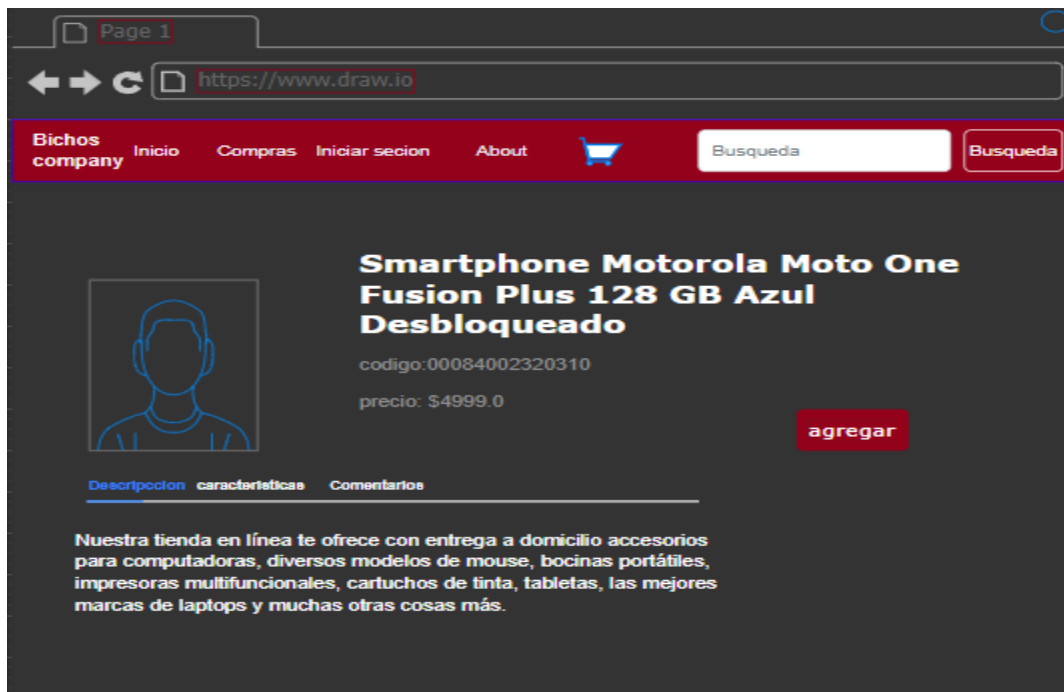 Page 1
https://www.draw.io
Bichos
company
Inicio
Compras
Iniciar secion
About
Busqueda
Busqueda
Smartphone Motorola Moto One
Fusion Plus 128 GB Azul
Desbloqueado
codigo:00084002320310
precio: $4999.0
agregar
Descripccion
caracteristicas
Comentarios
Nuestra tienda en línea te ofrece con entrega a domicilio accesorios
para computadoras, diversos modelos de mouse, bocinas portátiles,
impresoras multifuncionales, cartuchos de tinta, tabletas, las mejores
marcas de laptops y muchas otras cosas más.